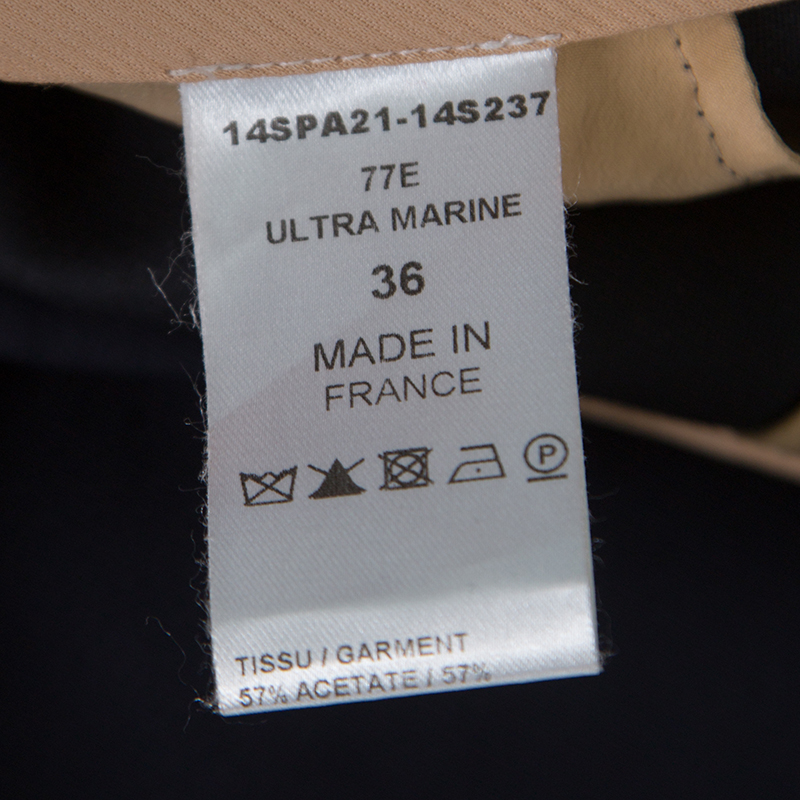 14SPA21-14S237
77E
ULTRA MARINE
36
MADE IN
FRANCE
P
TISSU / GARMENT
57% ACETATE / 57%